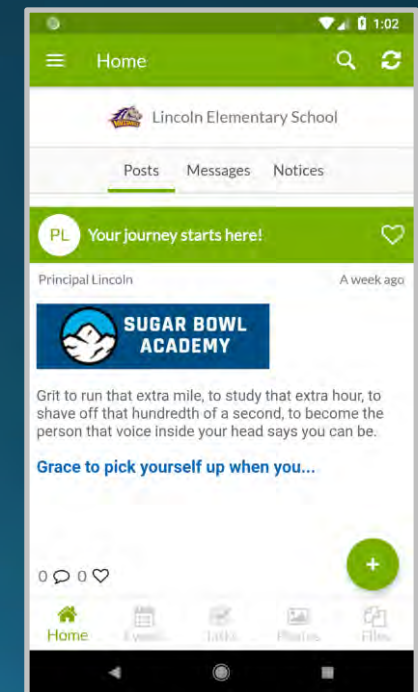 1:02
Home
Lincoln Elementary School
Posts Messages Notices
PL Your journey starts here!
Principal Lincoln A week ago
SUGAR BOWL
ACADEMY
Grit to run that extra mile, to study that extra hour, to
shave off that hundredth of a second, to become the
person that voice inside your head says you can be.
Grace to pick yourself up when you...
0 0
+
Home Photos Files